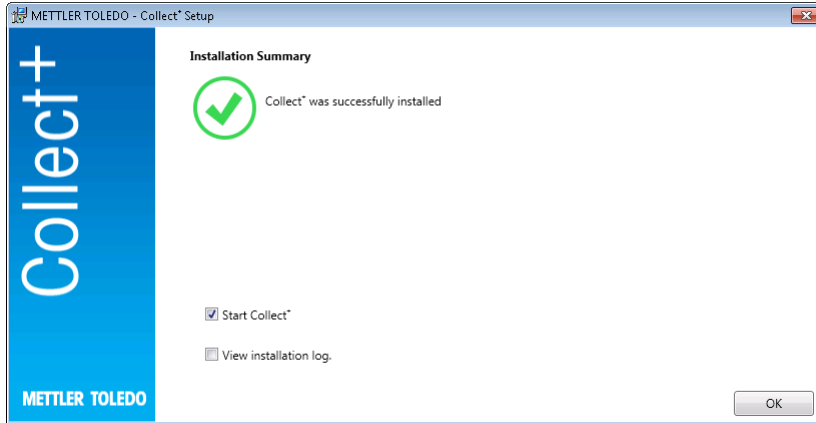 METTLER TOLEDO - Collect⁺ Setup
Collect+
Installation Summary
Collect⁺ was successfully installed
Start Collect⁺
View installation log.
METTLER TOLEDO
OK